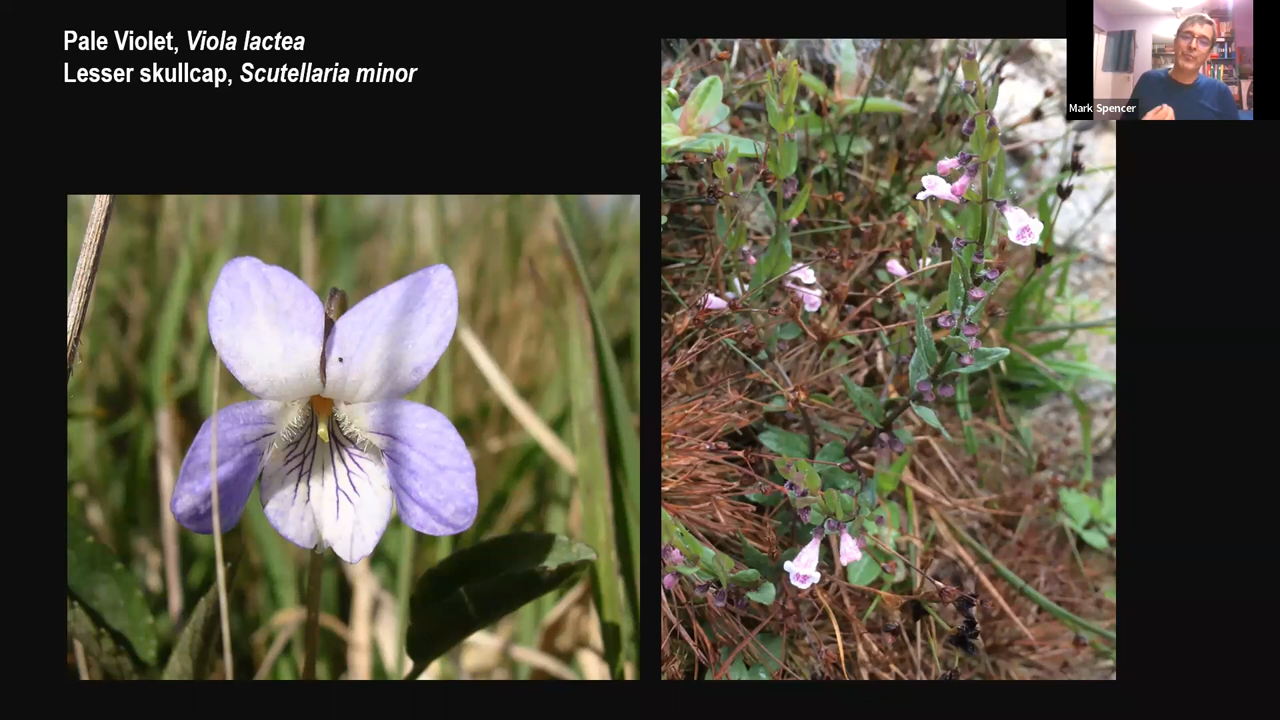 Pale Violet, Viola lactea
Lesser skullcap, Scutellaria minor
Mark Spencer